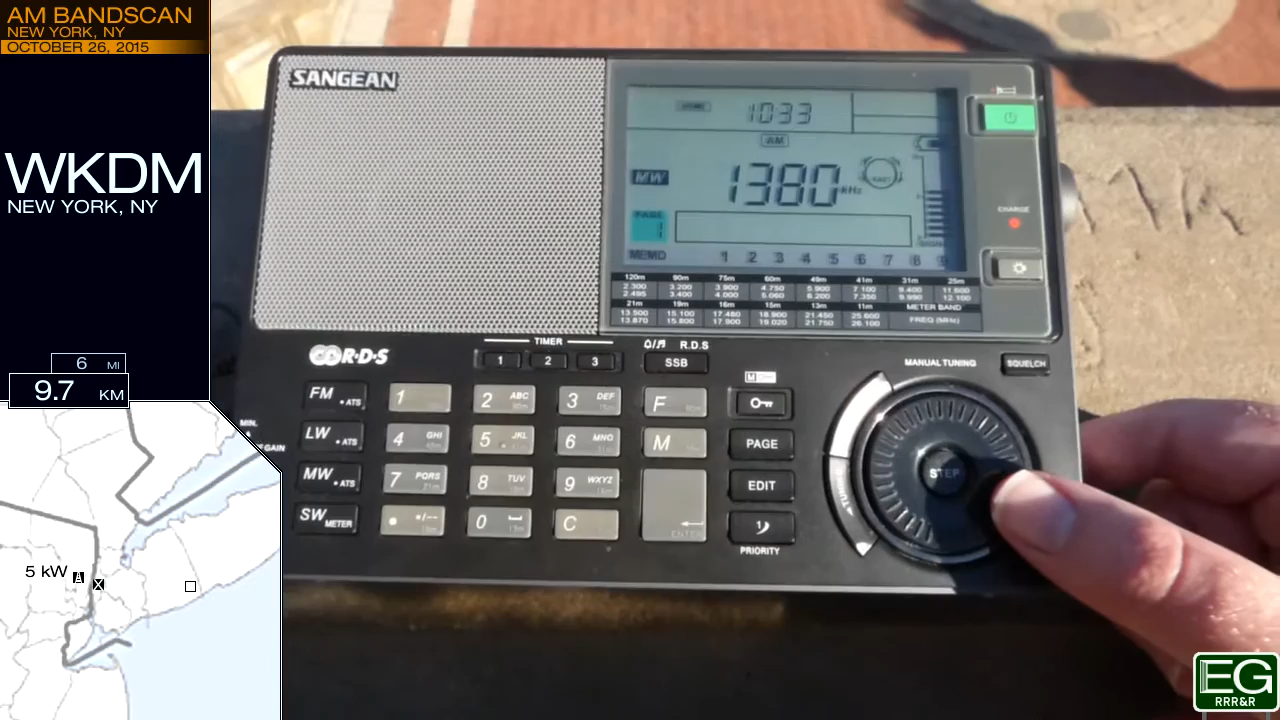 AM BANDSCAN
NEW YORK, NY
OCTOBER 26, 2015
WKDM
NEW YORK, NY
6 MI
9.7 KM
5 kW
SANGEAN
1033
AM
MW
1380 kHz
PAGE
1
MEMO
1 2 3 4 5 6 7 8 9
120m 90m 75m 60m 49m 41m 31m 25m
2.300 3.200 3.900 4.750 5.900 7.100 9.400 11.600
2.495 3.400 4.000 5.060 6.200 7.350 9.990 12.100
21m 19m 16m 15m 13m 11m METER BAND
13.500 15.100 17.480 18.900 21.450 25.600 FREQ (MHz)
13.870 15.800 17.900 19.020 21.750 26.100
CHARGE
R·D·S
TIMER
1 2 3
R.D.S
SSB
MANUAL TUNING
SQUELCH
MIN.
GAIN
FM • ATS
LW • ATS
MW • ATS
SW METER
1 2 ABC 3 DEF F
4 GHI 5 JKL 6 MNO M
7 PQRS 8 TUV 9 WXYZ
• */-- 0 C ENTER
PAGE
EDIT
PRIORITY
STEP
TUN
EG
RRR&R